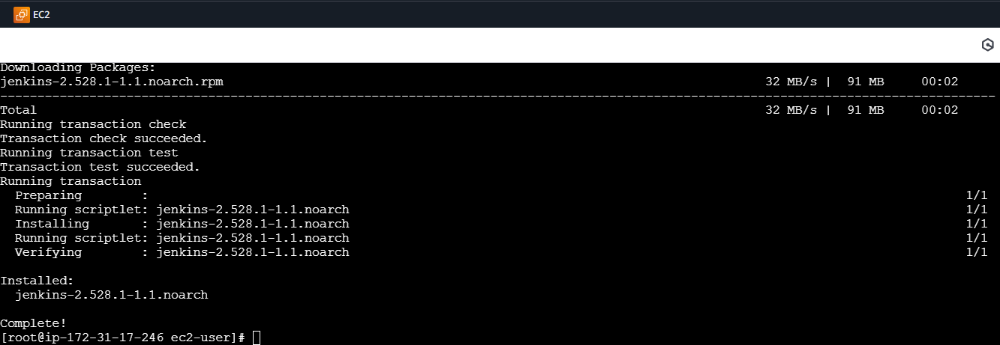 EC2
Downloading Packages:
jenkins-2.528.1-1.1.noarch.rpm 32 MB/s | 91 MB 00:02
--------------------------------------------------------------------------------------------------------------------------------------
Total 32 MB/s | 91 MB 00:02
Running transaction check
Transaction check succeeded.
Running transaction test
Transaction test succeeded.
Running transaction
Preparing : 1/1
Running scriptlet: jenkins-2.528.1-1.1.noarch 1/1
Installing : jenkins-2.528.1-1.1.noarch 1/1
Running scriptlet: jenkins-2.528.1-1.1.noarch 1/1
Verifying : jenkins-2.528.1-1.1.noarch 1/1
Installed:
jenkins-2.528.1-1.1.noarch
Complete!
[root@ip-172-31-17-246 ec2-user]#